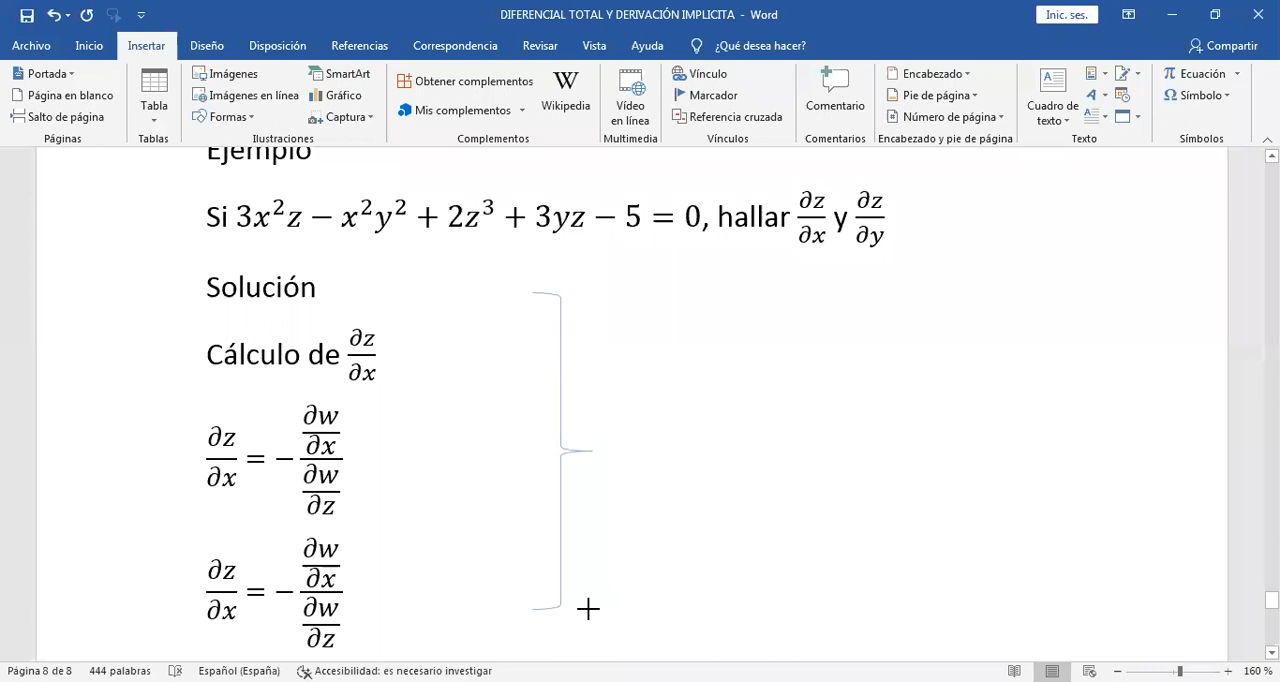 DIFERENCIAL TOTAL Y DERIVACIÓN IMPLICITA - Word
Inic. ses.
Archivo Inicio Insertar Diseño Disposición Referencias Correspondencia Revisar Vista Ayuda ¿Qué desea hacer? Compartir
Portada
Página en blanco
Salto de página
Páginas
Tabla
Tablas
Imágenes
Imágenes en línea
Formas
SmartArt
Gráfico
Captura
Ilustraciones
Obtener complementos
Mis complementos
W
Wikipedia
Complementos
Vídeo
en línea
Multimedia
Vínculo
Marcador
Referencia cruzada
Vínculos
Comentario
Comentarios
Encabezado
Pie de página
Número de página
Encabezado y pie de página
Cuadro de
texto
Texto
π Ecuación
Ω Símbolo
Símbolos
Ejemplo
Si 3x²z − x²y² + 2z³ + 3yz − 5 = 0, hallar ∂z/∂x y ∂z/∂y
Solución
Cálculo de ∂z/∂x
∂z/∂x = − (∂w/∂x)/(∂w/∂z)
∂z/∂x = − (∂w/∂x)/(∂w/∂z)
Página 8 de 8 444 palabras Español (España) Accesibilidad: es necesario investigar 160 %